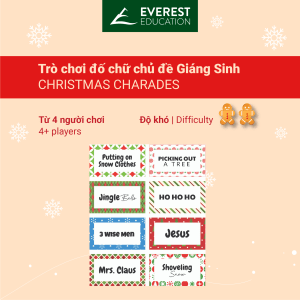 EVEREST
EDUCATION
Trò chơi đố chữ chủ đề Giáng Sinh
CHRISTMAS CHARADES
Từ 4 người chơi
4+ players
Độ khó | Difficulty
Putting on
Snow Clothes
PICKING OUT
A TREE
Jingle Bells
HO HO HO
3 Wise Men
Jesus
Mrs. Claus
Shoveling
Snow